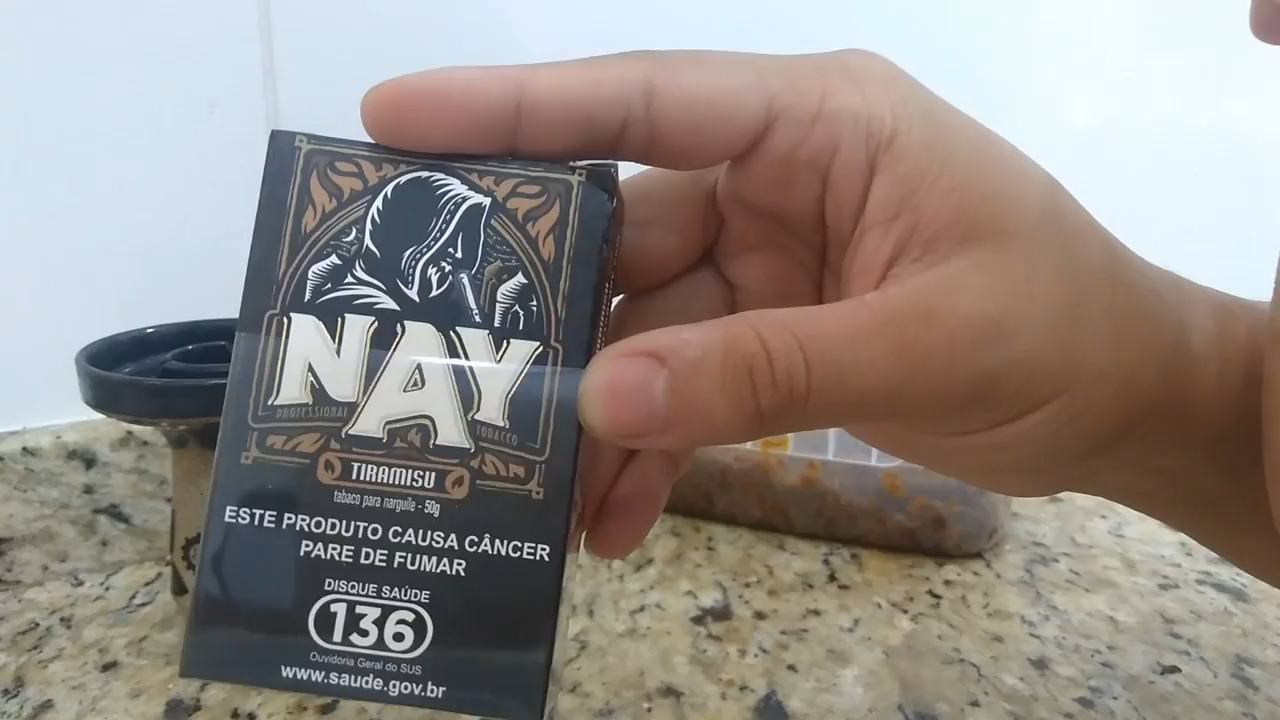 NAY
PROFESSIONAL TOBACCO
TIRAMISU
tabaco para narguile - 50g
ESTE PRODUTO CAUSA CÂNCER
PARE DE FUMAR
DISQUE SAÚDE
136
Ouvidoria Geral do SUS
www.saude.gov.br